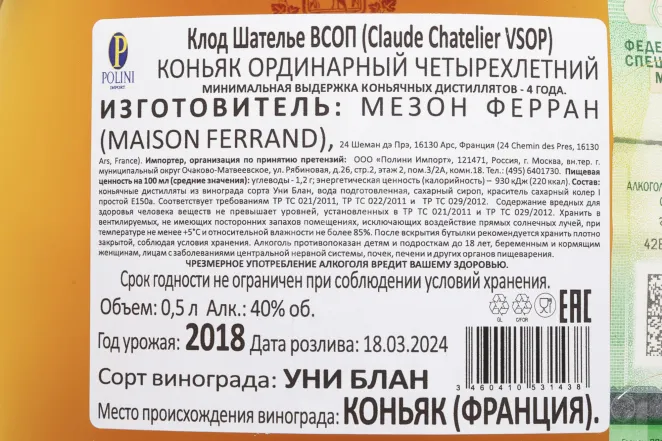 POLINI
IMPORT
Клод Шателье ВСОП (Claude Chatelier VSOP)
КОНЬЯК ОРДИНАРНЫЙ ЧЕТЫРЕХЛЕТНИЙ
МИНИМАЛЬНАЯ ВЫДЕРЖКА КОНЬЯЧНЫХ ДИСТИЛЛЯТОВ - 4 ГОДА.
ИЗГОТОВИТЕЛЬ: МЕЗОН ФЕРРАН
(MAISON FERRAND), 24 Шеман дэ Прэ, 16130 Арс, Франция (24 Chemin des Pres, 16130
Ars, France). Импортер, организация по принятию претензий: ООО «Полини Импорт», 121471, Россия, г. Москва, вн.тер. г.
муниципальный округ Очаково-Матвеевское, ул. Рябиновая, д.26, стр.2, этаж 2, пом.3/2А, комн.18. Тел.: (495) 6401730. Пищевая
ценность на 100 мл (средние значения): углеводы - 1,2 г; энергетическая ценность (калорийность) – 930 кДж (220 ккал). Состав:
коньячные дистилляты из винограда сорта Уни Блан, вода подготовленная, сахарный сироп, краситель сахарный колер I
простой Е150а. Соответствует требованиям ТР ТС 021/2011, ТР ТС 022/2011 и ТР ТС 029/2012. Содержание вредных для
здоровья человека веществ не превышает уровней, установленных в ТР ТС 021/2011 и ТР ТС 029/2012. Хранить в
вентилируемых, не имеющих посторонних запахов помещениях, исключающих воздействие прямых солнечных лучей, при
температуре не менее +5°С и относительной влажности не более 85%. После вскрытия бутылки рекомендуется хранить плотно
закрытой, соблюдая условия хранения. Алкоголь противопоказан детям и подросткам до 18 лет, беременным и кормящим
женщинам, лицам с заболеваниями центральной нервной системы, почек, печени и других органов пищеварения.
ЧРЕЗМЕРНОЕ УПОТРЕБЛЕНИЕ АЛКОГОЛЯ ВРЕДИТ ВАШЕМУ ЗДОРОВЬЮ.
Срок годности не ограничен при соблюдении условий хранения.
Объем: 0,5 л Алк.: 40% об.
GL
C/FOR
EAC
Год урожая: 2018 Дата розлива: 18.03.2024
Сорт винограда: УНИ БЛАН
3 460410 531438
Место происхождения винограда: КОНЬЯК (ФРАНЦИЯ).
ФЕДЕ
СПЕЦ
М
АЛКОГОЛ